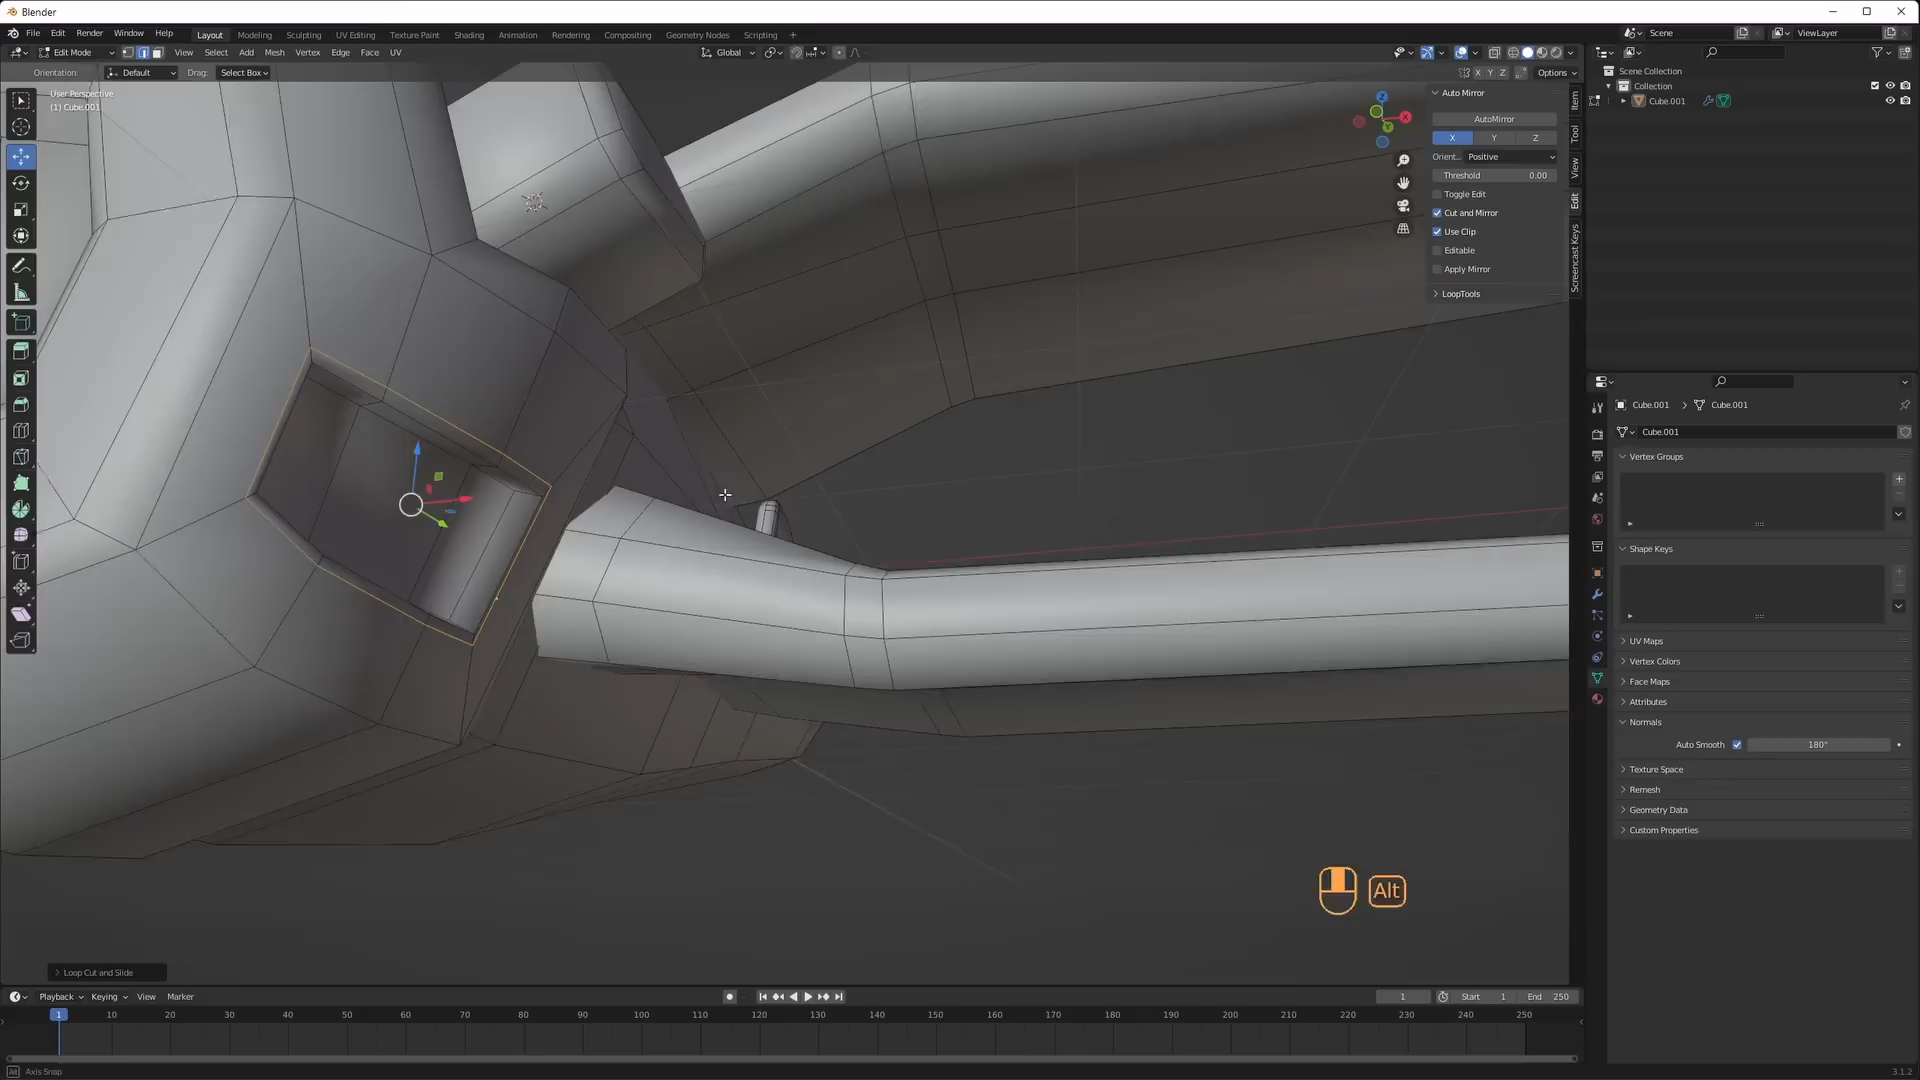 Blender
File Edit Render Window Help
Layout Modeling Sculpting UV Editing Texture Paint Shading Animation Rendering Compositing Geometry Nodes Scripting +
Scene
ViewLayer
Edit Mode View Select Add Mesh Vertex Edge Face UV
Global
Orientation: Default Drag: Select Box
X Y Z Options
User Perspective
(1) Cube.001
Z
X
Y
Auto Mirror
AutoMirror
X Y Z
Orient... Positive
Threshold 0.00
Toggle Edit
Cut and Mirror
Use Clip
Editable
Apply Mirror
LoopTools
Item
Tool
View
Edit
Screencast Keys
Scene Collection
Collection
Cube.001
Cube.001 > Cube.001
Cube.001
Vertex Groups
Shape Keys
UV Maps
Vertex Colors
Face Maps
Attributes
Normals
Auto Smooth 180°
Texture Space
Remesh
Geometry Data
Custom Properties
Alt
Loop Cut and Slide
Playback Keying View Marker
1 Start 1 End 250
1 10 20 30 40 50 60 70 80 90 100 110 120 130 140 150 160 170 180 190 200 210 220 230 240 250
Alt Axis Snap
3.1.2